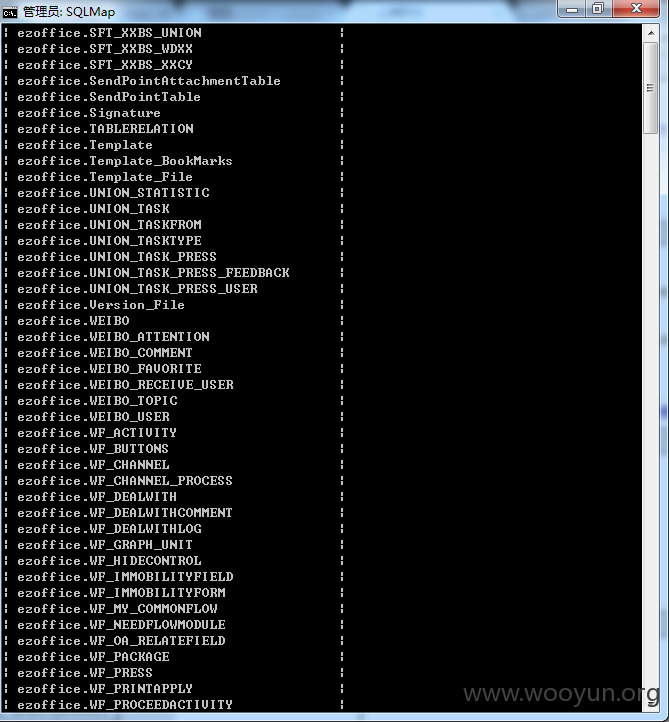 管理员: SQLMap
| ezoffice.SFT_XXBS_UNION |
| ezoffice.SFT_XXBS_WDXX |
| ezoffice.SFT_XXBS_XXCY |
| ezoffice.SendPointAttachmentTable |
| ezoffice.SendPointTable |
| ezoffice.Signature |
| ezoffice.TABLERELATION |
| ezoffice.Template |
| ezoffice.Template_BookMarks |
| ezoffice.Template_File |
| ezoffice.UNION_STATISTIC |
| ezoffice.UNION_TASK |
| ezoffice.UNION_TASKFROM |
| ezoffice.UNION_TASKTYPE |
| ezoffice.UNION_TASK_PRESS |
| ezoffice.UNION_TASK_PRESS_FEEDBACK |
| ezoffice.UNION_TASK_PRESS_USER |
| ezoffice.Version_File |
| ezoffice.WEIBO |
| ezoffice.WEIBO_ATTENTION |
| ezoffice.WEIBO_COMMENT |
| ezoffice.WEIBO_FAVORITE |
| ezoffice.WEIBO_RECEIVE_USER |
| ezoffice.WEIBO_TOPIC |
| ezoffice.WEIBO_USER |
| ezoffice.WF_ACTIVITY |
| ezoffice.WF_BUTTONS |
| ezoffice.WF_CHANNEL |
| ezoffice.WF_CHANNEL_PROCESS |
| ezoffice.WF_DEALWITH |
| ezoffice.WF_DEALWITHCOMMENT |
| ezoffice.WF_DEALWITHLOG |
| ezoffice.WF_GRAPH_UNIT |
| ezoffice.WF_HIDECONTROL |
| ezoffice.WF_IMMOBILITYFIELD |
| ezoffice.WF_IMMOBILITYFORM |
| ezoffice.WF_MY_COMMONFLOW |
| ezoffice.WF_NEEDFLOWMODULE |
| ezoffice.WF_OA_RELATEFIELD |
| ezoffice.WF_PACKAGE |
| ezoffice.WF_PRESS |
| ezoffice.WF_PRINTAPPLY |
| ezoffice.WF_PROCEEDACTIVITY |
www.wooyun.org